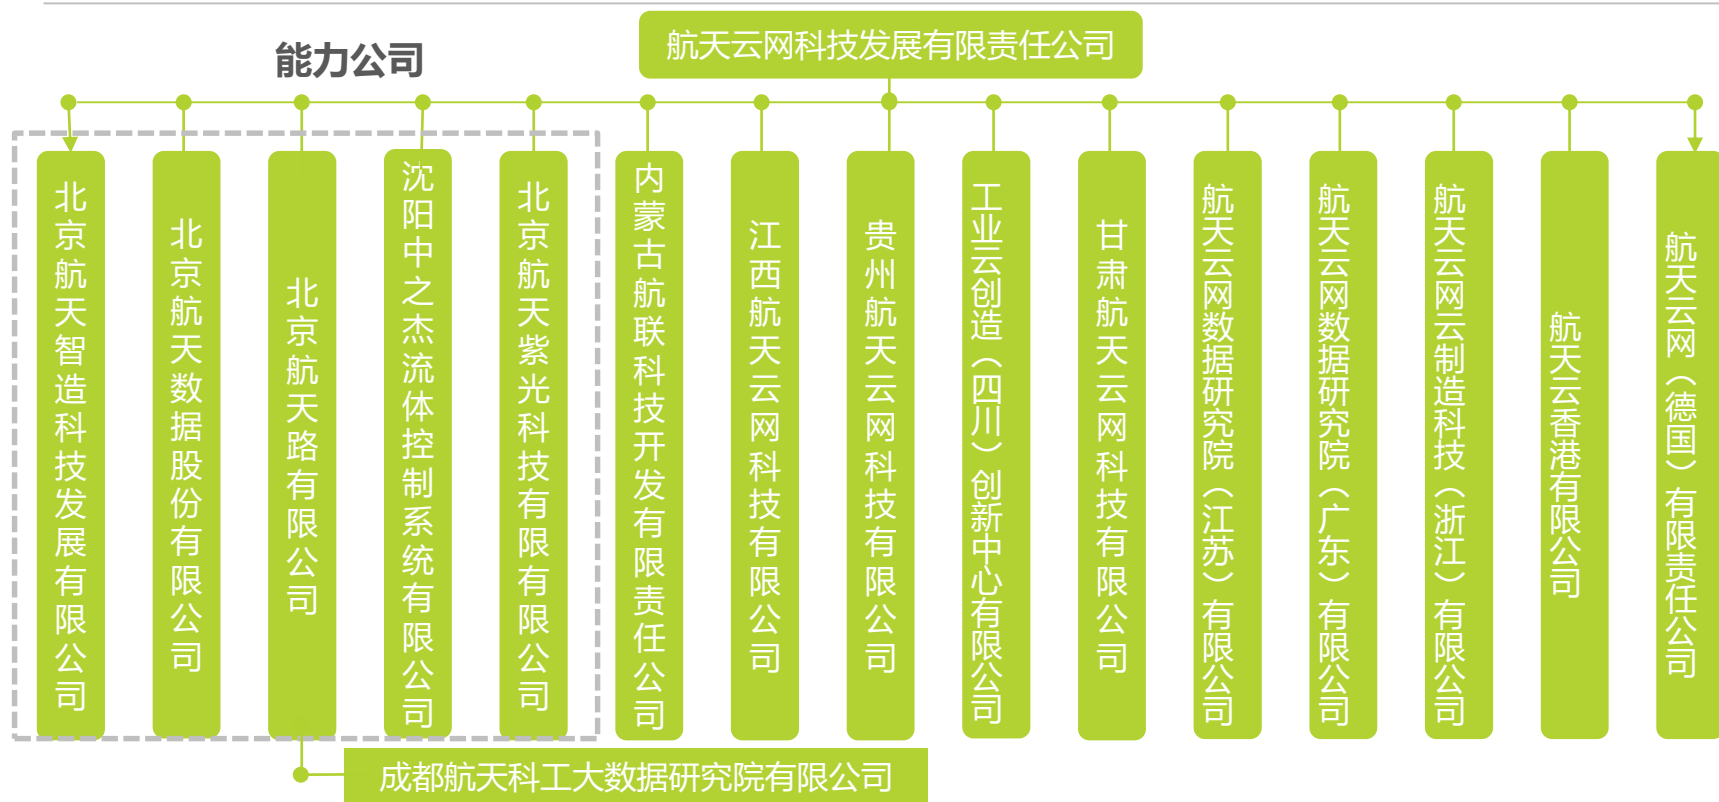 航天云网科技发展有限责任公司
能力公司
北京航天智造科技发展有限公司
北京航天数据股份有限公司
北京航天路有限公司
沈阳中之杰流体控制系统有限公司
北京航天紫光科技有限有限公司
内蒙古航联科技开发有限责任公司
江西航天云网科技有限公司
贵州航天云网科技有限公司
工业云创造（四川）创新中心有限公司
甘肃航天云网科技有限公司
航天云网数据研究院（江苏）有限公司
航天云网数据研究院（广东）有限公司
航天云网云制造科技（浙江）有限公司
航天云香港有限公司
航天云网（德国）有限责任公司
成都航天科工大数据研究院有限公司